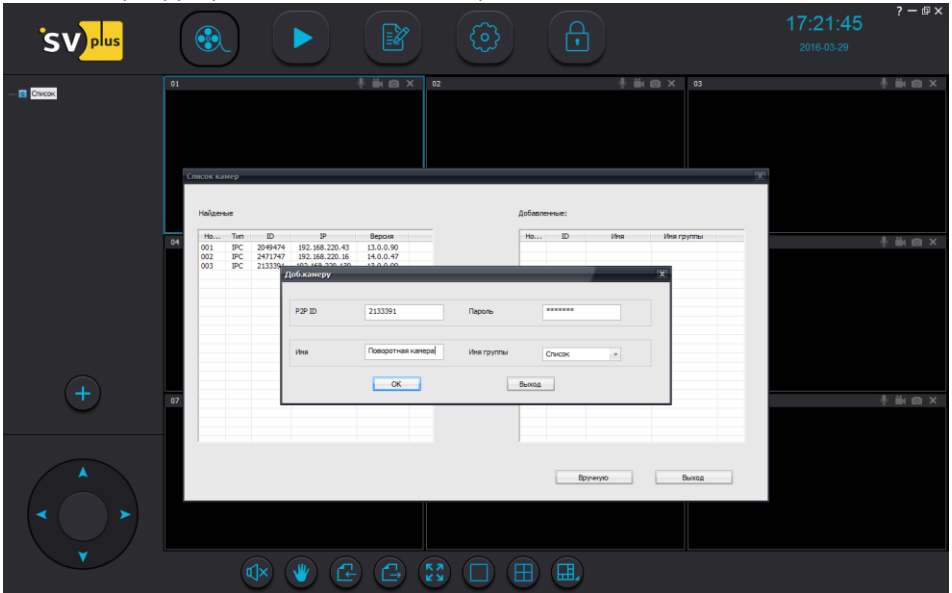 SV plus
17:21:45
2016-03-29
Список
01
02
03
Список камер
Найденые
Добавленные:
Но... Тип ID IP Версия
001 IPC 2049474 192.168.220.43 13.0.0.90
002 IPC 2471747 192.168.220.16 14.0.0.47
003 IPC 2133391
Но... ID Имя Имя группы
04
Доб.камеру
P2P ID 2133391 Пароль *******
Имя Поворотная камера Имя группы Список
OK Выход
07
Вручную Выход